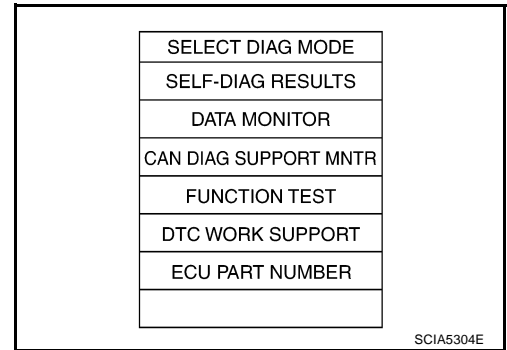 SELECT DIAG MODE
SELF-DIAG RESULTS
DATA MONITOR
CAN DIAG SUPPORT MNTR
FUNCTION TEST
DTC WORK SUPPORT
ECU PART NUMBER
SCIA5304E